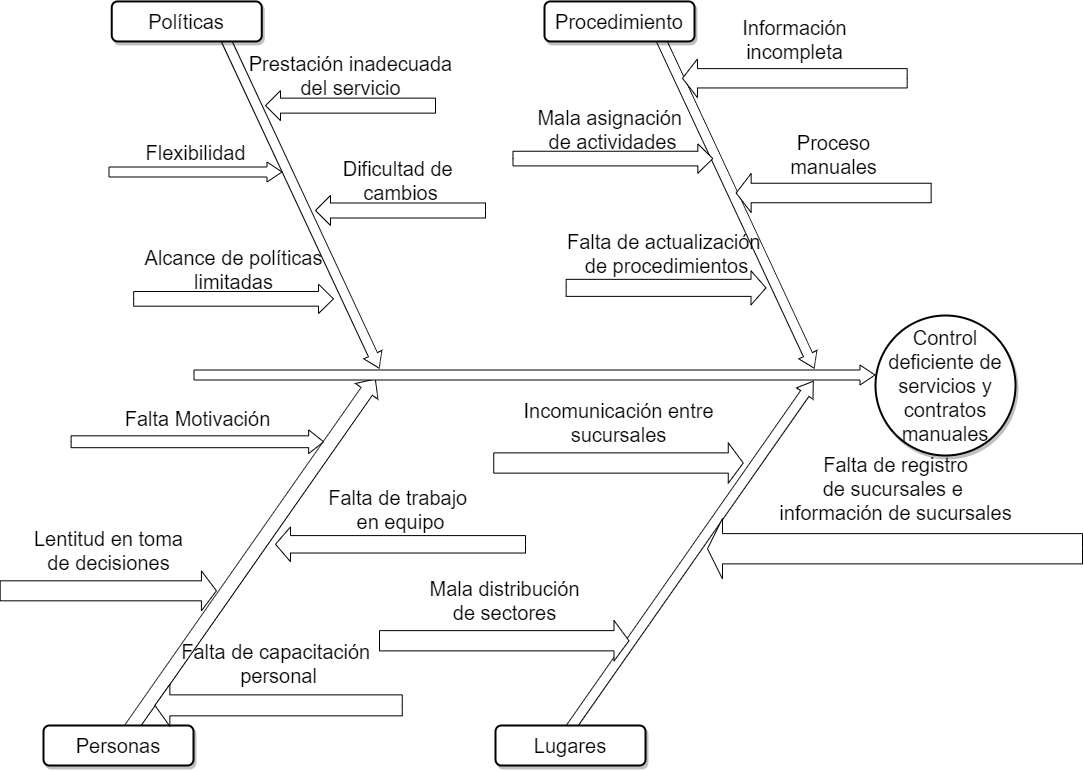 Políticas
Procedimiento
Prestación inadecuada
del servicio
Flexibilidad
Dificultad de
cambios
Alcance de políticas
limitadas
Información
incompleta
Mala asignación
de actividades
Proceso
manuales
Falta de actualización
de procedimientos
Control
deficiente de
servicios y
contratos
manuales
Falta Motivación
Falta de trabajo
en equipo
Lentitud en toma
de decisiones
Falta de capacitación
personal
Incomunicación entre
sucursales
Falta de registro
de sucursales e
información de sucursales
Mala distribución
de sectores
Personas
Lugares